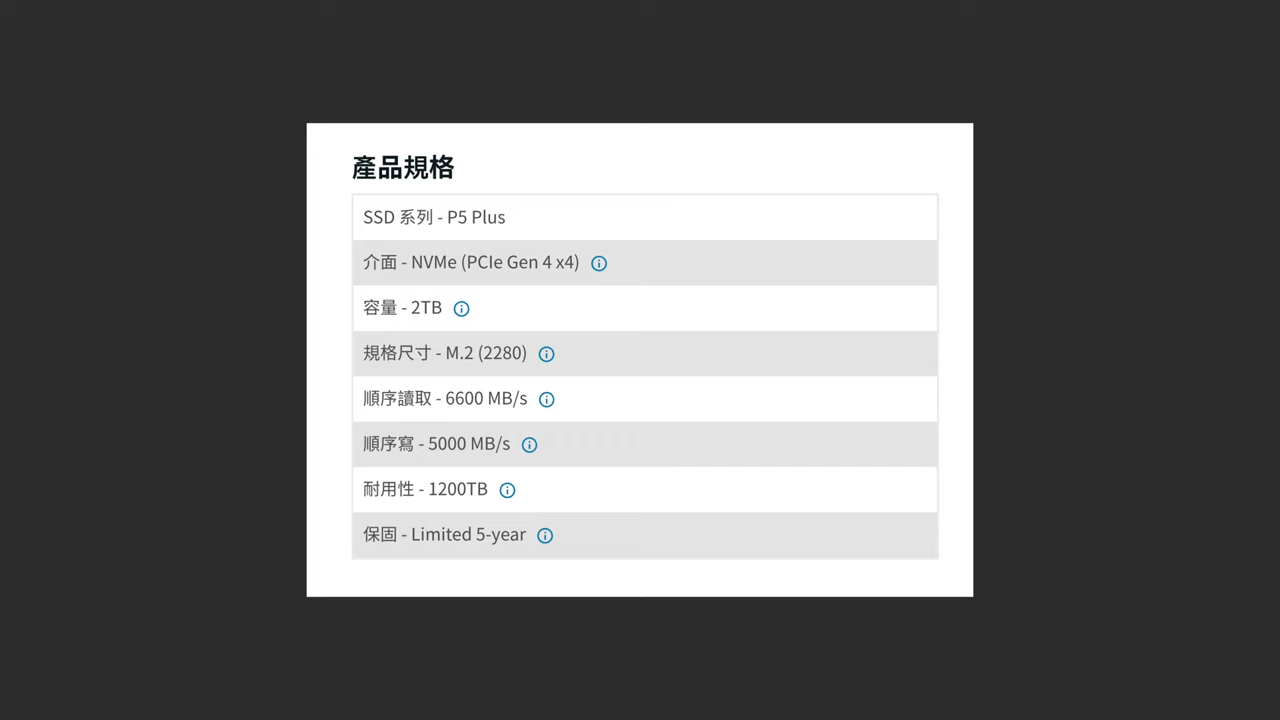 產品規格
SSD 系列 - P5 Plus
介面 - NVMe (PCIe Gen 4 x4)
容量 - 2TB
規格尺寸 - M.2 (2280)
順序讀取 - 6600 MB/s
順序寫 - 5000 MB/s
耐用性 - 1200TB
保固 - Limited 5-year